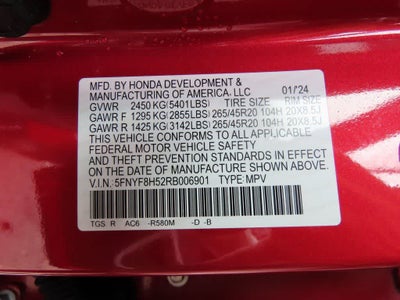 MFD. BY HONDA DEVELOPMENT &
MANUFACTURING OF AMERICA, LLC 01/24
GVWR 2450 KG(5401LBS) TIRE SIZE RIM SIZE
GAWR F 1295 KG(2855LBS) 265/45R20 104H 20X8.5J
GAWR R 1425 KG(3142LBS) 265/45R20 104H 20X8.5J
THIS VEHICLE CONFORMS TO ALL APPLICABLE
FEDERAL MOTOR VEHICLE SAFETY
AND THEFT PREVENTION STANDARDS IN EFFECT
ON THE DATE OF MANUFACTURE SHOWN ABOVE.
V.I.N. 5FNYF8H52RB006901 TYPE MPV
TGS R AC6 -R580M -D -B